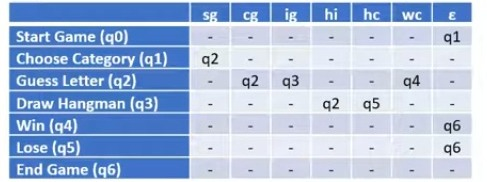 sg cg ig hi hc wc ε
Start Game (q0) - - - - - - q1
Choose Category (q1) q2 - - - - - -
Guess Letter (q2) - q2 q3 - - q4 -
Draw Hangman (q3) - - - q2 q5 - -
Win (q4) - - - - - - q6
Lose (q5) - - - - - - q6
End Game (q6) - - - - - - -